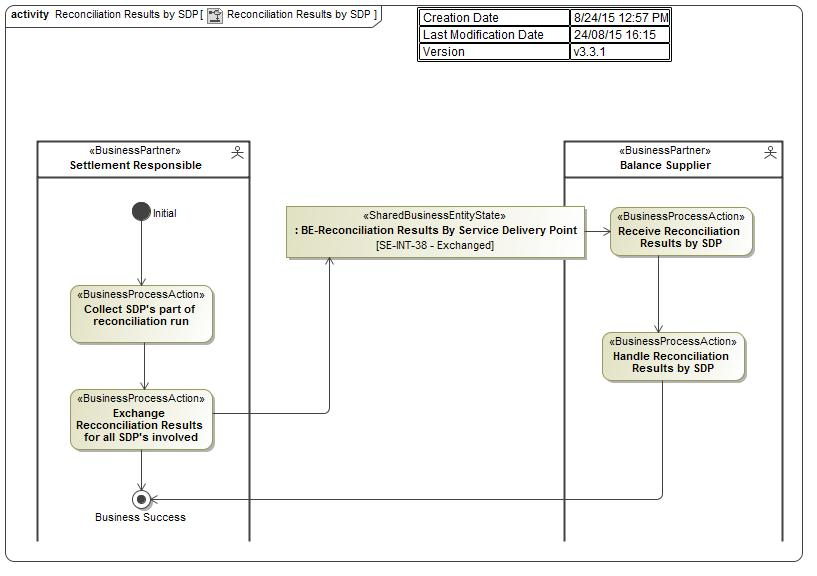 activity Reconciliation Results by SDP[ Reconciliation Results by SDP ]
Creation Date 8/24/15 12:57 PM
Last Modification Date 24/08/15 16:15
Version v3.3.1
«BusinessPartner»
Settlement Responsible
«BusinessPartner»
Balance Supplier
Initial
«SharedBusinessEntityState»
: BE-Reconciliation Results By Service Delivery Point
[SE-INT-38 - Exchanged]
«BusinessProcessAction»
Receive Reconciliation
Results by SDP
«BusinessProcessAction»
Collect SDP's part of
reconciliation run
«BusinessProcessAction»
Handle Reconciliation
Results by SDP
«BusinessProcessAction»
Exchange
Recconciliation Results
for all SDP's involved
Business Success